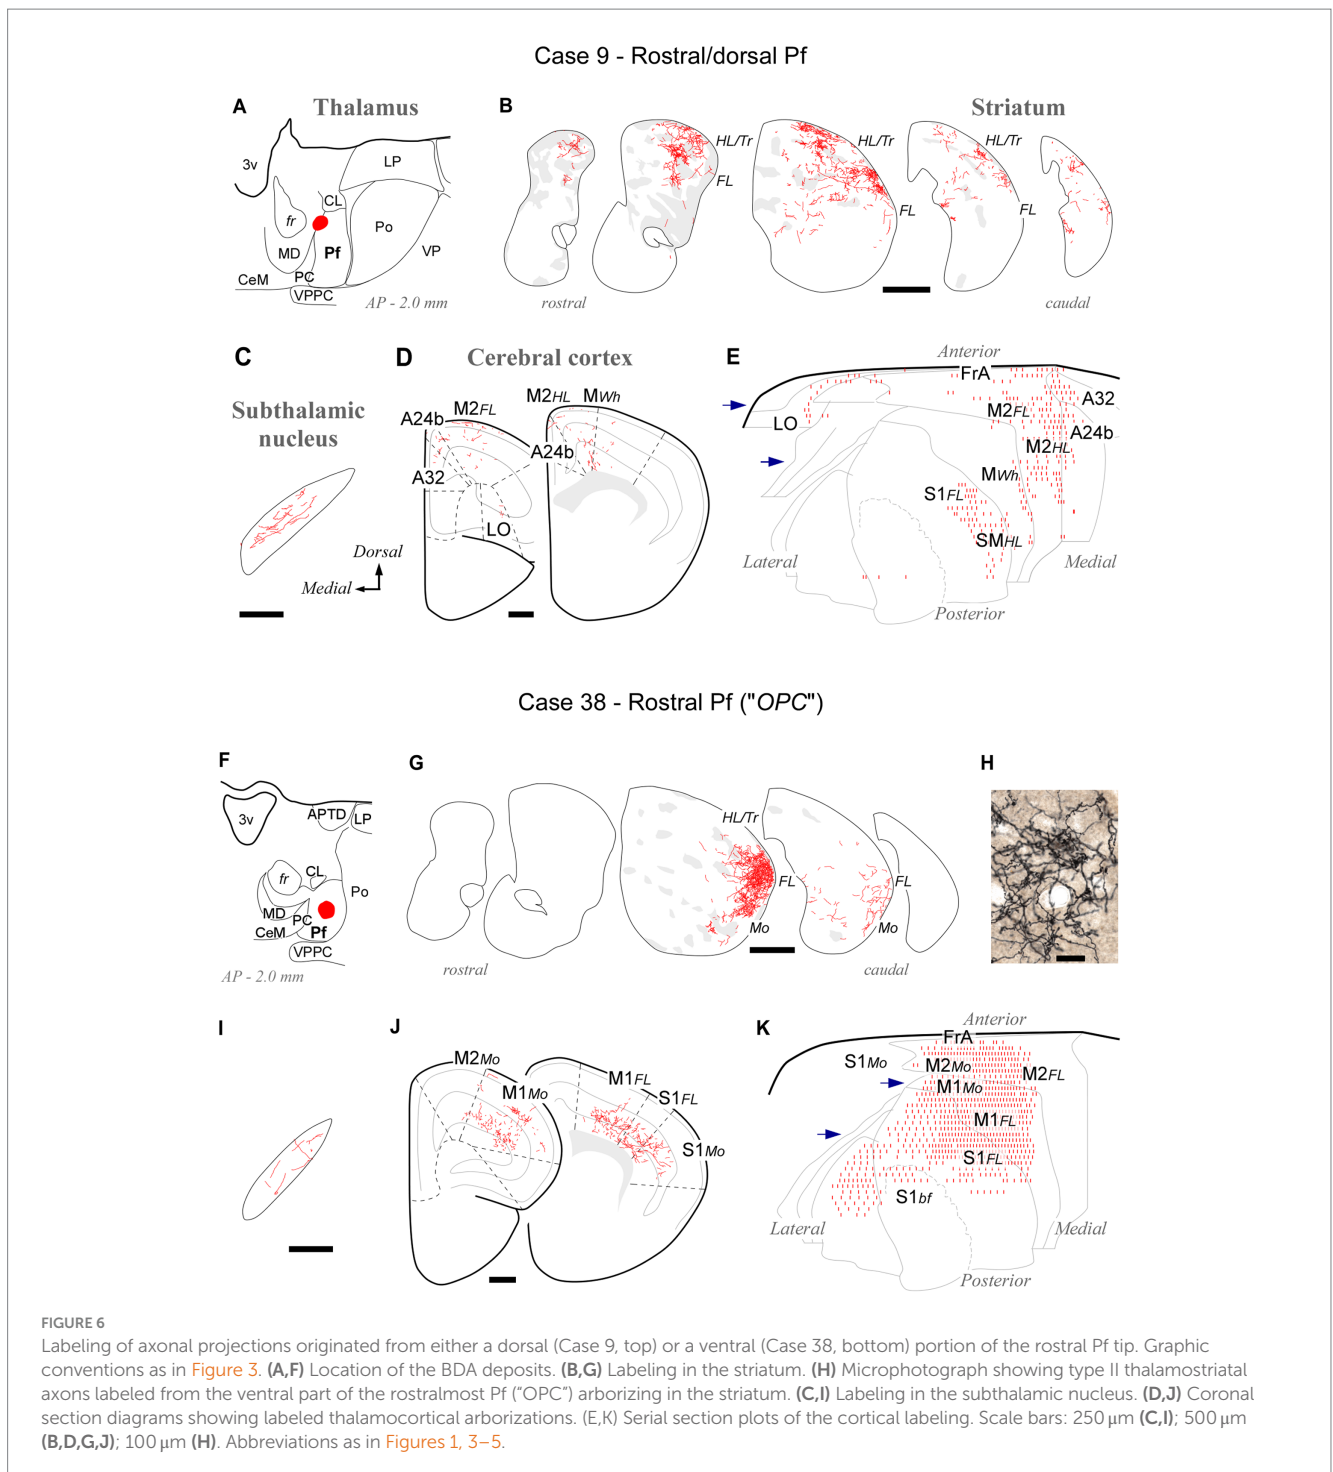 Case 9 - Rostral/dorsal Pf
A
Thalamus
3v
LP
CL
fr
Po
MD
Pf
VP
CeM
PC
VPPC
AP - 2.0 mm
B
Striatum
HL/Tr
FL
HL/Tr
FL
HL/Tr
FL
rostral
caudal
C
Subthalamic
nucleus
Dorsal
Medial
D
Cerebral cortex
M2FL
A24b
A32
LO
M2HL
MWh
A24b
E
Anterior
FrA
A32
M2FL
LO
A24b
M2HL
MWh
S1FL
SMHL
Lateral
Medial
Posterior
Case 38 - Rostral Pf ("OPC")
F
3v
APTD
LP
CL
fr
Po
MD
PC
CeM
Pf
VPPC
AP - 2.0 mm
G
HL/Tr
FL
Mo
FL
Mo
rostral
caudal
H
I
J
M2Mo
M1Mo
M1FL
S1FL
S1Mo
K
Anterior
FrA
S1Mo
M2Mo
M2FL
M1Mo
M1FL
S1FL
S1bf
Lateral
Medial
Posterior
FIGURE 6
Labeling of axonal projections originated from either a dorsal (Case 9, top) or a ventral (Case 38, bottom) portion of the rostral Pf tip. Graphic
conventions as in Figure 3. (A,F) Location of the BDA deposits. (B,G) Labeling in the striatum. (H) Microphotograph showing type II thalamostriatal
axons labeled from the ventral part of the rostralmost Pf (“OPC”) arborizing in the striatum. (C,I) Labeling in the subthalamic nucleus. (D,J) Coronal
section diagrams showing labeled thalamocortical arborizations. (E,K) Serial section plots of the cortical labeling. Scale bars: 250 μm (C,I); 500 μm
(B,D,G,J); 100 μm (H). Abbreviations as in Figures 1, 3–5.